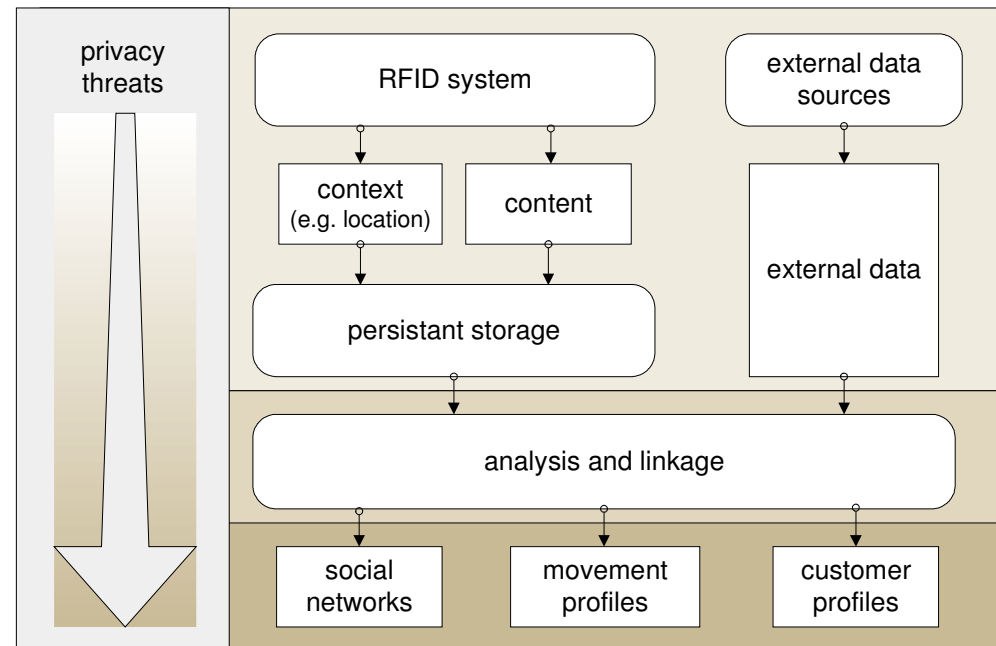 privacy
threats
RFID system
external data
sources
context
(e.g. location)
content
external data
persistant storage
analysis and linkage
social
networks
movement
profiles
customer
profiles